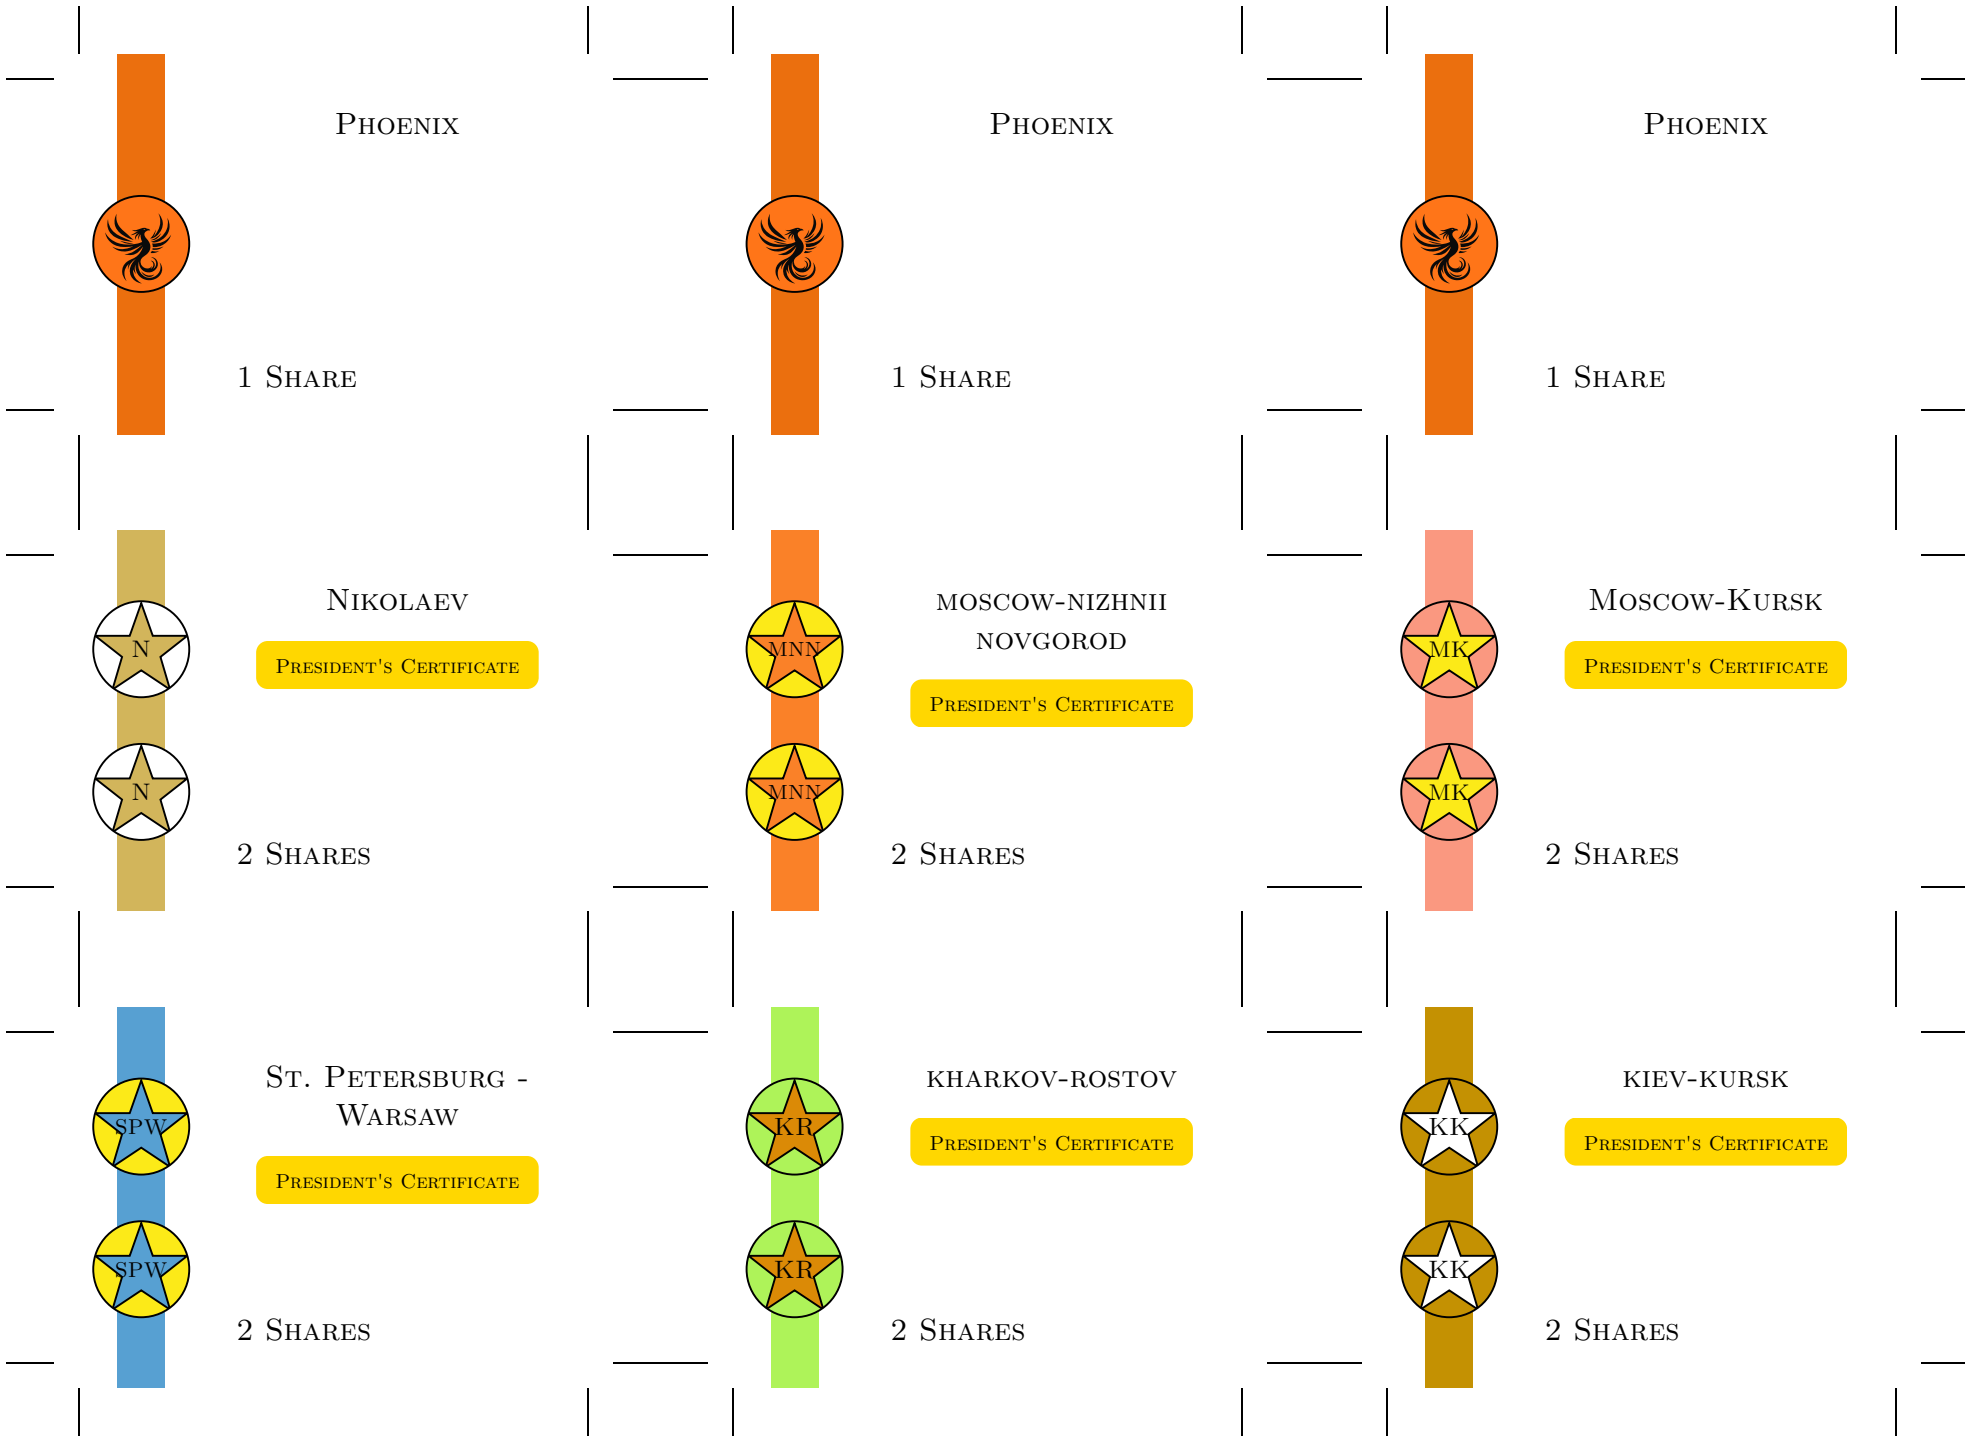 Phoenix
1 Share
Phoenix
1 Share
Phoenix
1 Share
Nikolaev
N
President's Certificate
N
2 Shares
moscow-nizhnii
novgorod
MNN
President's Certificate
MNN
2 Shares
Moscow-Kursk
MK
President's Certificate
MK
2 Shares
St. Petersburg -
Warsaw
SPW
President's Certificate
SPW
2 Shares
kharkov-rostov
KR
President's Certificate
KR
2 Shares
kiev-kursk
KK
President's Certificate
KK
2 Shares